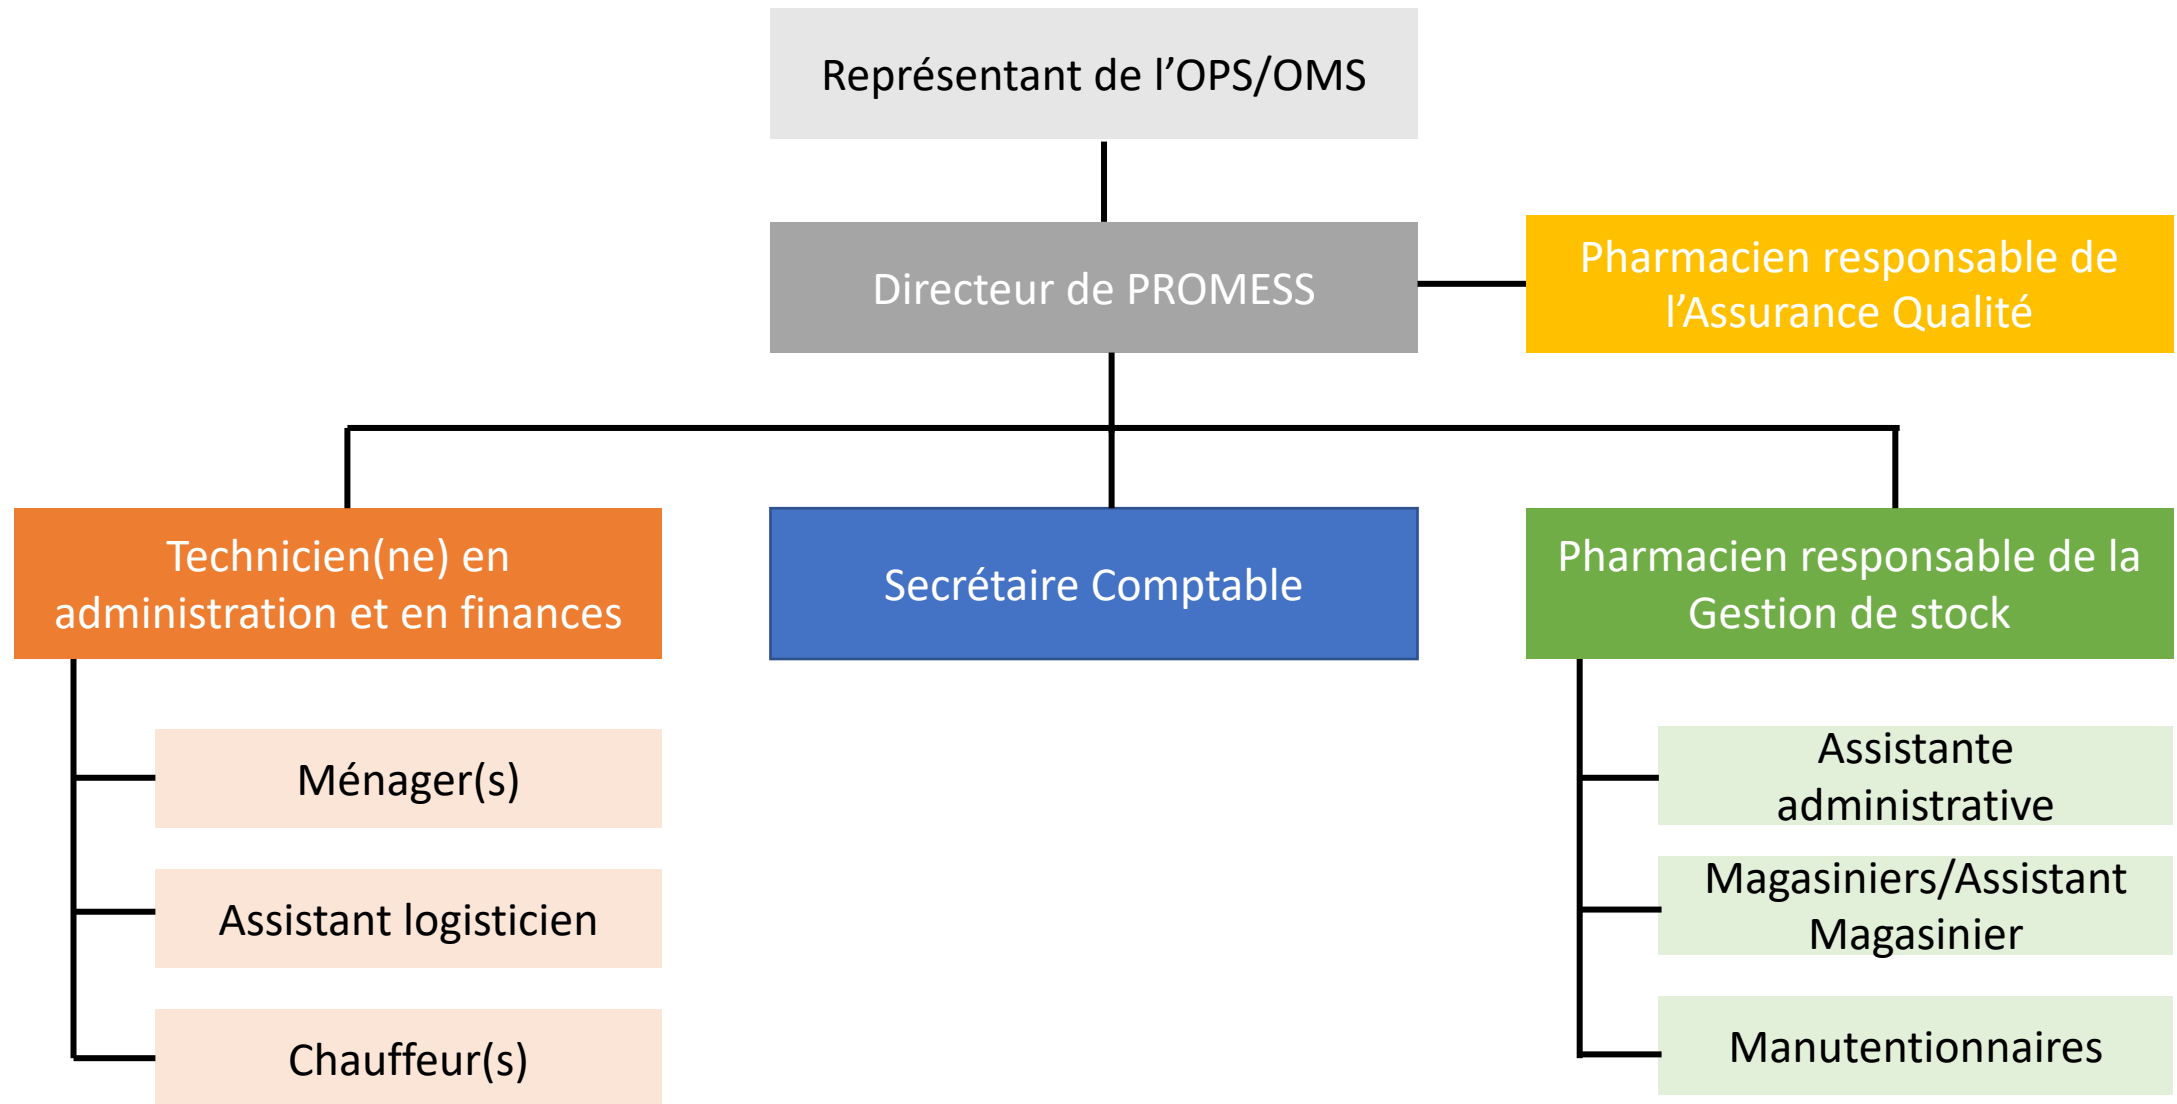 Représentant de l’OPS/OMS
Directeur de PROMESS
Pharmacien responsable de
l’Assurance Qualité
Technicien(ne) en
administration et en finances
Secrétaire Comptable
Pharmacien responsable de la
Gestion de stock
Ménager(s)
Assistant logisticien
Chauffeur(s)
Assistante
administrative
Magasiniers/Assistant
Magasinier
Manutentionnaires